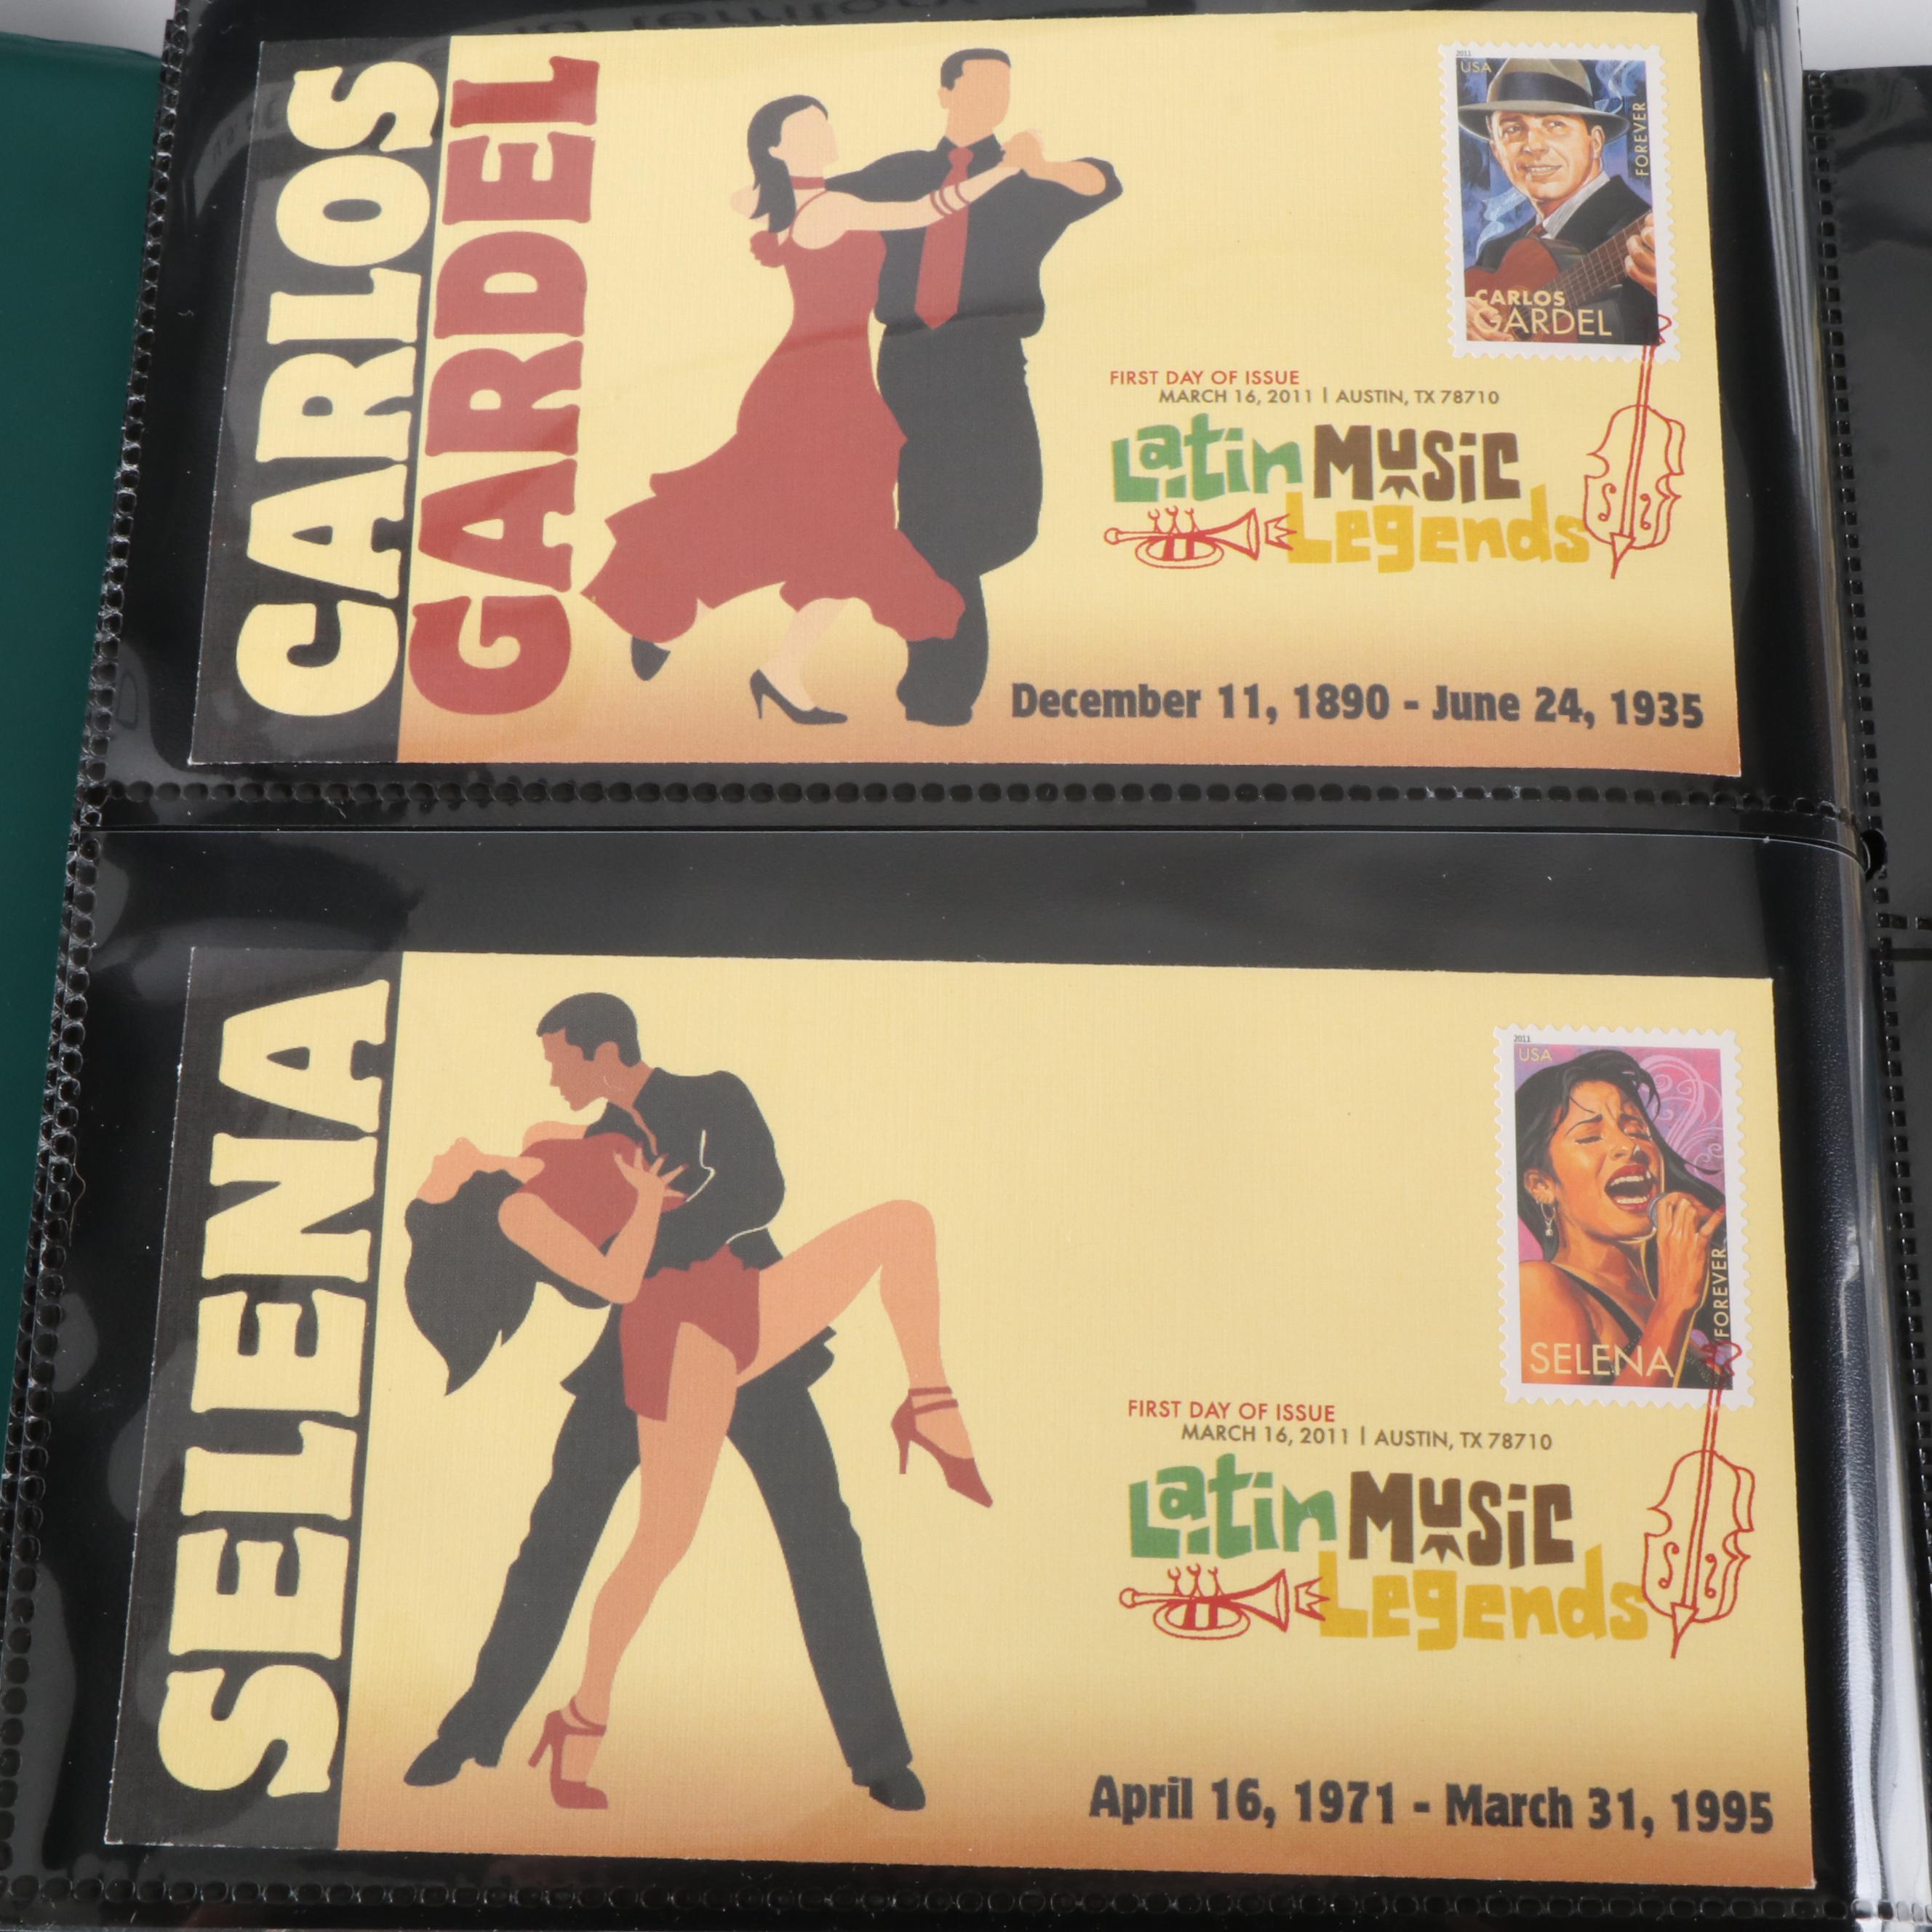 CARLOS
GARDEL
2011
USA
FOREVER
CARLOS
GARDEL
FIRST DAY OF ISSUE
MARCH 16, 2011 | AUSTIN, TX 78710
Latin Music
Legends
December 11, 1890 - June 24, 1935
SELENA
2011
USA
FOREVER
SELENA
FIRST DAY OF ISSUE
MARCH 16, 2011 | AUSTIN, TX 78710
Latin Music
Legends
April 16, 1971 - March 31, 1995